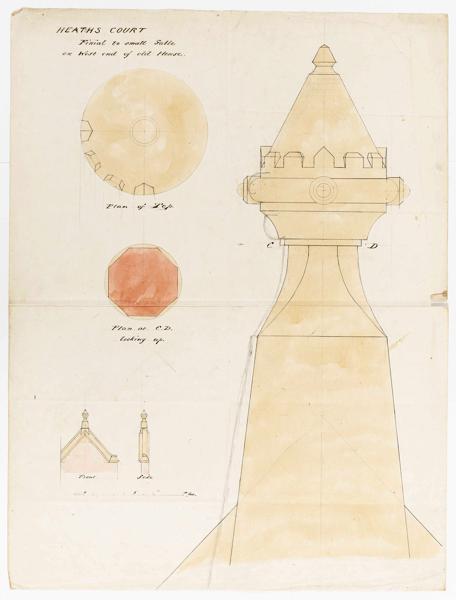 HEATHS COURT
Finial to small Gable
on West end of old House.
Plan of Top.
C D
Plan at C.D.
looking up.
Front Side